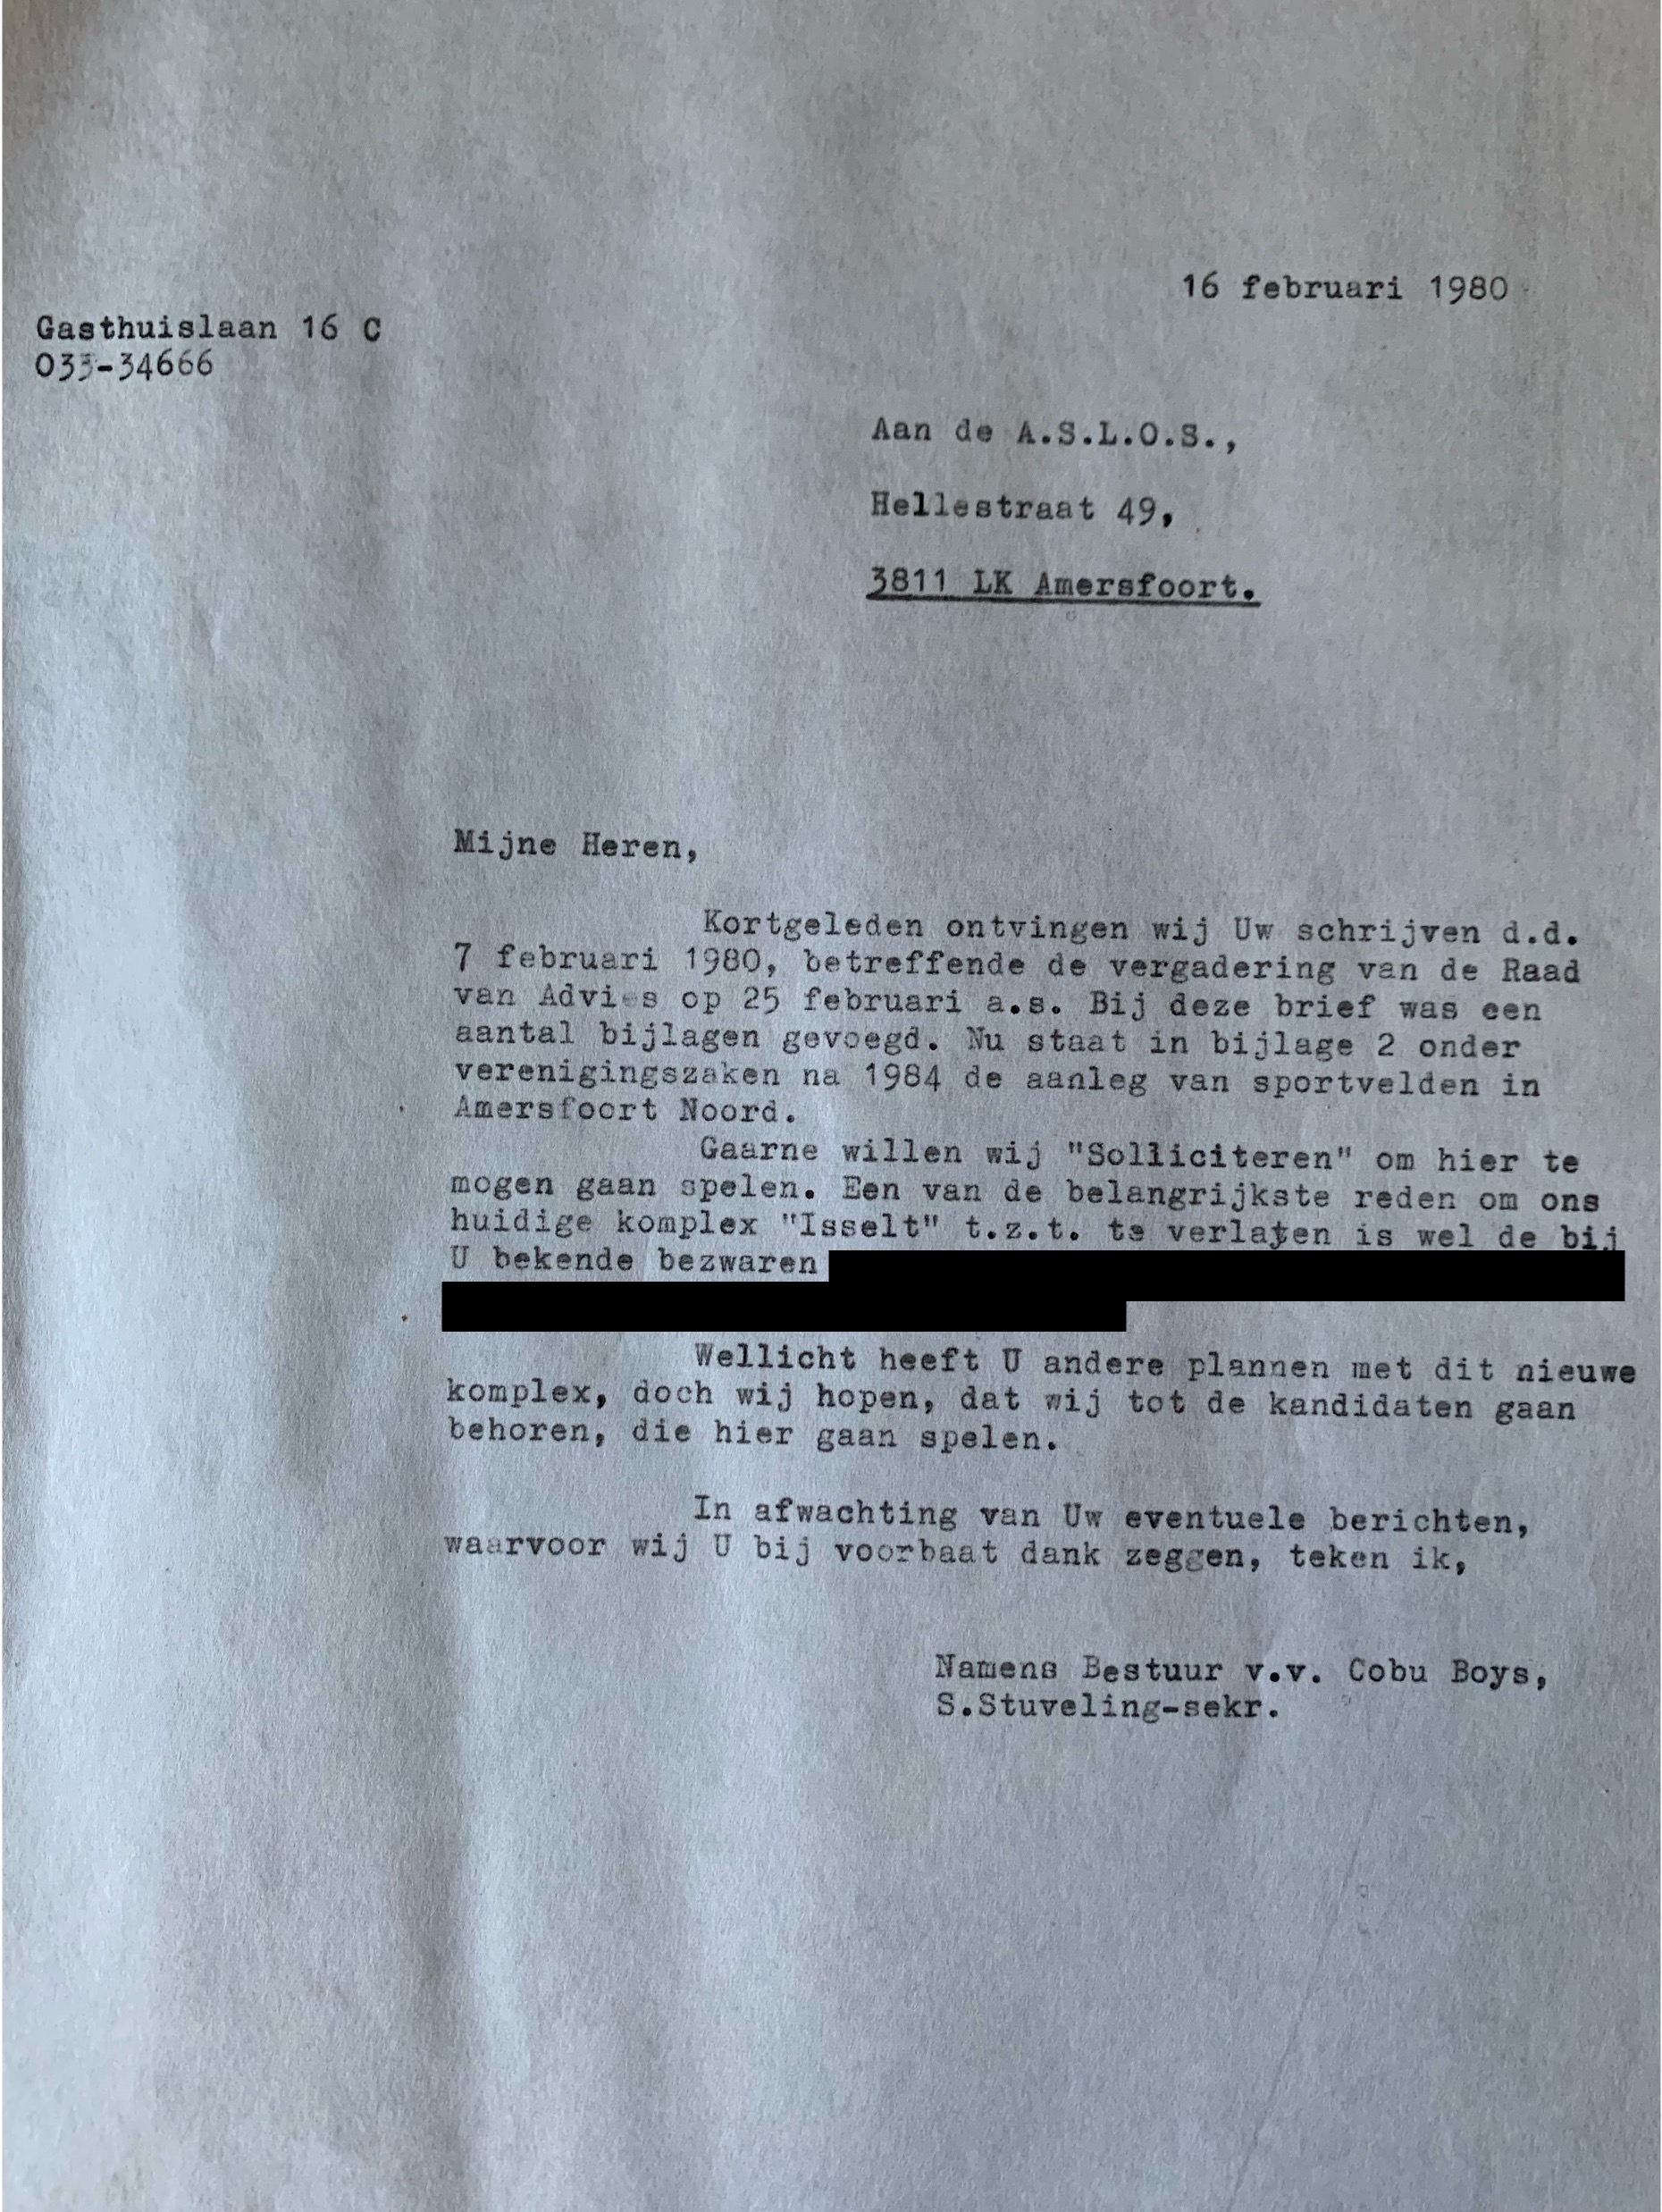 16 februari 1980
Gasthuislaan 16 C
033-34666
Aan de A.S.L.O.S.,
Hellestraat 49,
3811 LK Amersfoort.
Mijne Heren,
Kortgeleden ontvingen wij Uw schrijven d.d.
7 februari 1980, betreffende de vergadering van de Raad
van Advies op 25 februari a.s. Bij deze brief was een
aantal bijlagen gevoegd. Nu staat in bijlage 2 onder
verenigingszaken na 1984 de aanleg van sportvelden in
Amersfoort Noord.
Gaarne willen wij "Solliciteren" om hier te
mogen gaan spelen. Een van de belangrijkste reden om ons
huidige komplex "Isselt" t.z.t. te verlaten is wel de bij
U bekende bezwaren
Wellicht heeft U andere plannen met dit nieuwe
komplex, doch wij hopen, dat wij tot de kandidaten gaan
behoren, die hier gaan spelen.
In afwachting van Uw eventuele berichten,
waarvoor wij U bij voorbaat dank zeggen, teken ik,
Namens Bestuur v.v. Cobu Boys,
S.Stuveling-sekr.